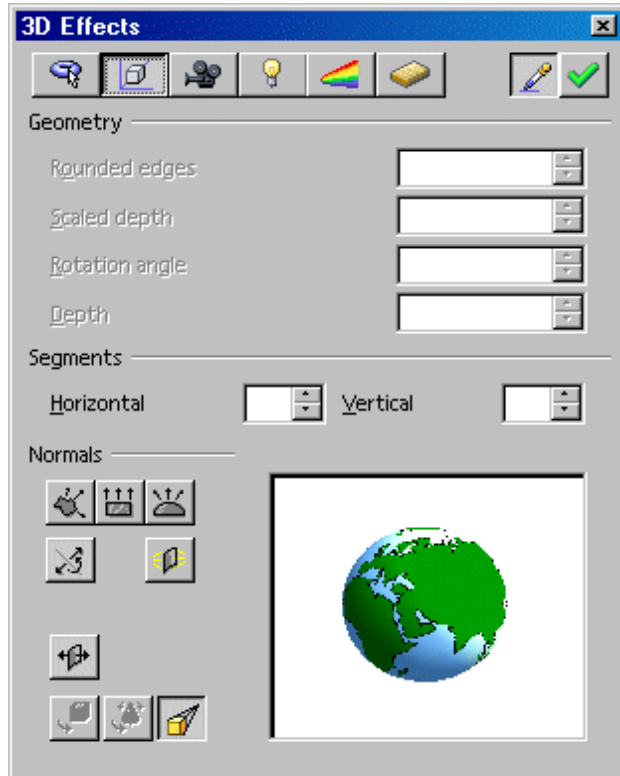 3D Effects
Geometry
Rounded edges
Scaled depth
Rotation angle
Depth
Segments
Horizontal
Vertical
Normals